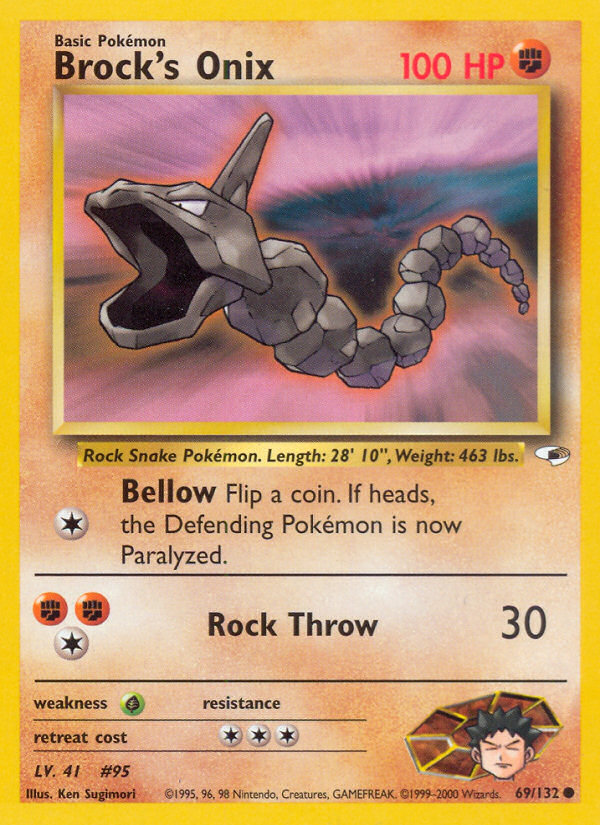 Basic Pokémon
Brock's Onix
100 HP
Rock Snake Pokémon. Length: 28' 10", Weight: 463 lbs.
Bellow Flip a coin. If heads,
the Defending Pokémon is now
Paralyzed.
Rock Throw 30
weakness resistance
retreat cost
LV. 41 #95
Illus. Ken Sugimori ©1995, 96, 98 Nintendo, Creatures, GAMEFREAK. ©1999-2000 Wizards. 69/132